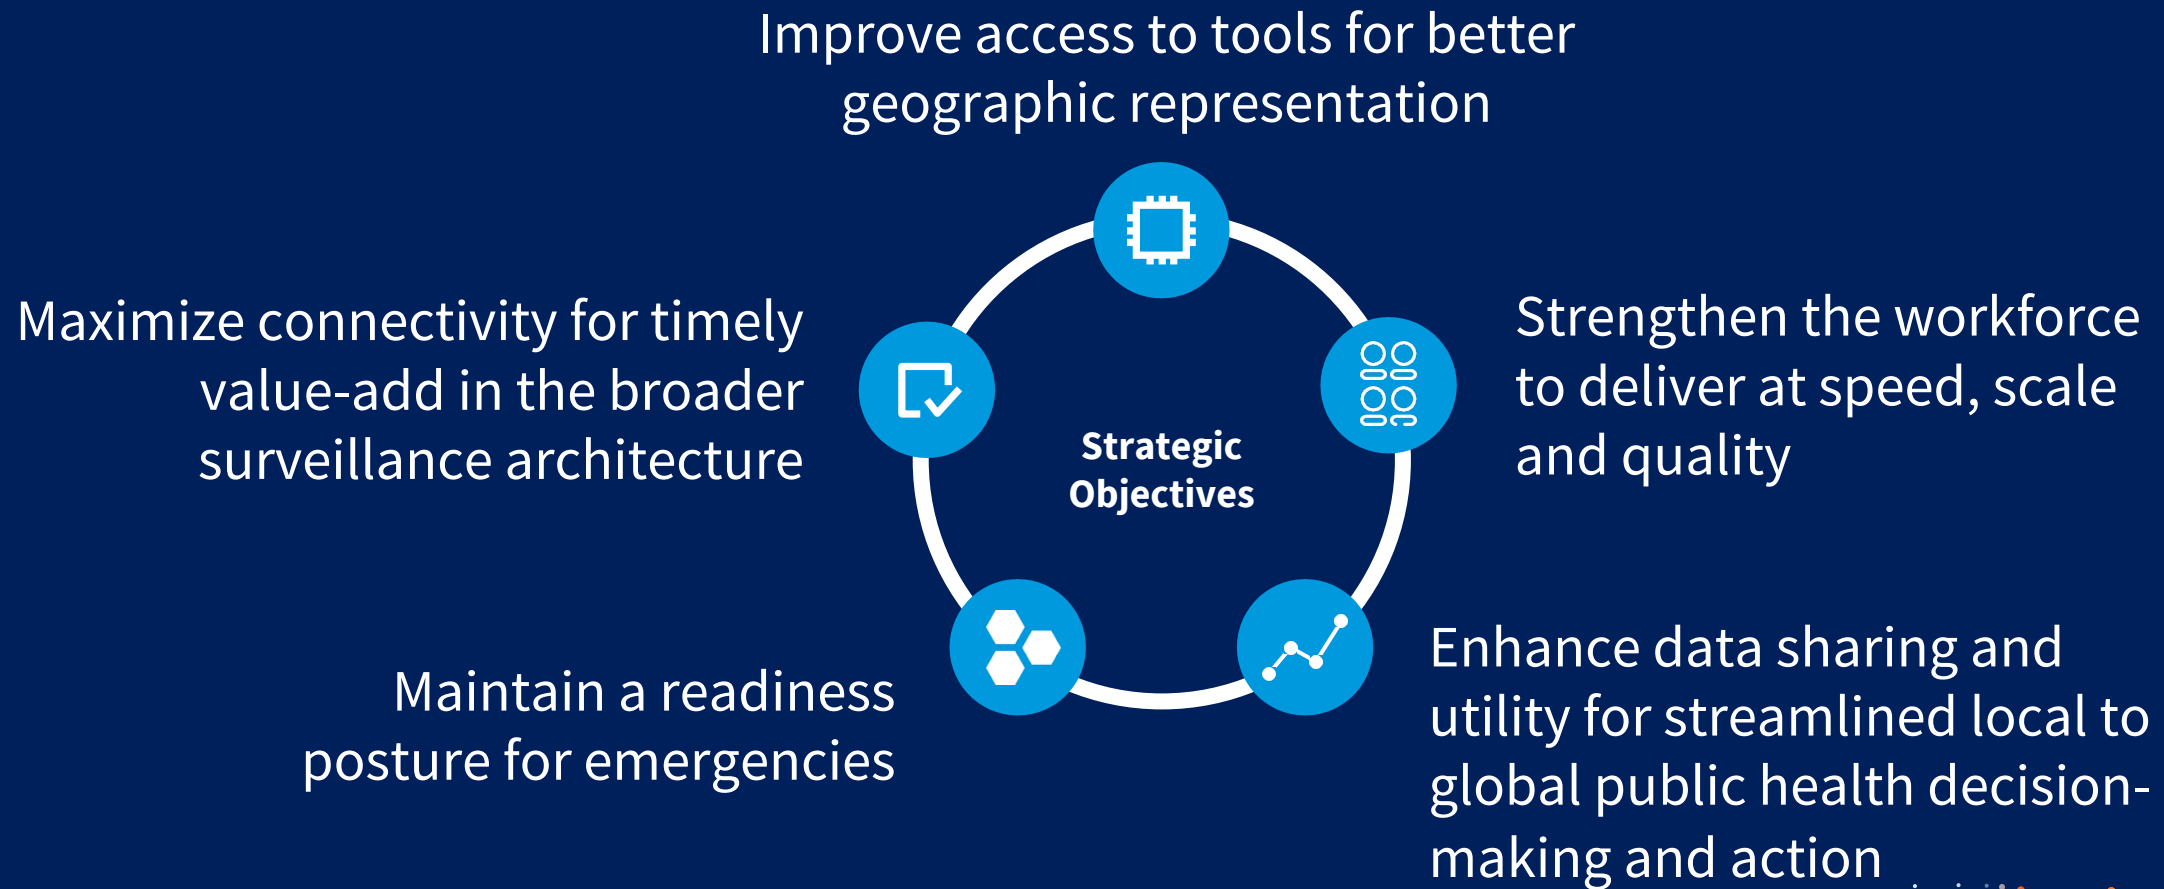 Improve access to tools for better
geographic representation
Maximize connectivity for timely
value-add in the broader
surveillance architecture
Strengthen the workforce
to deliver at speed, scale
and quality
Strategic
Objectives
Maintain a readiness
posture for emergencies
Enhance data sharing and
utility for streamlined local to
global public health decision-
making and action